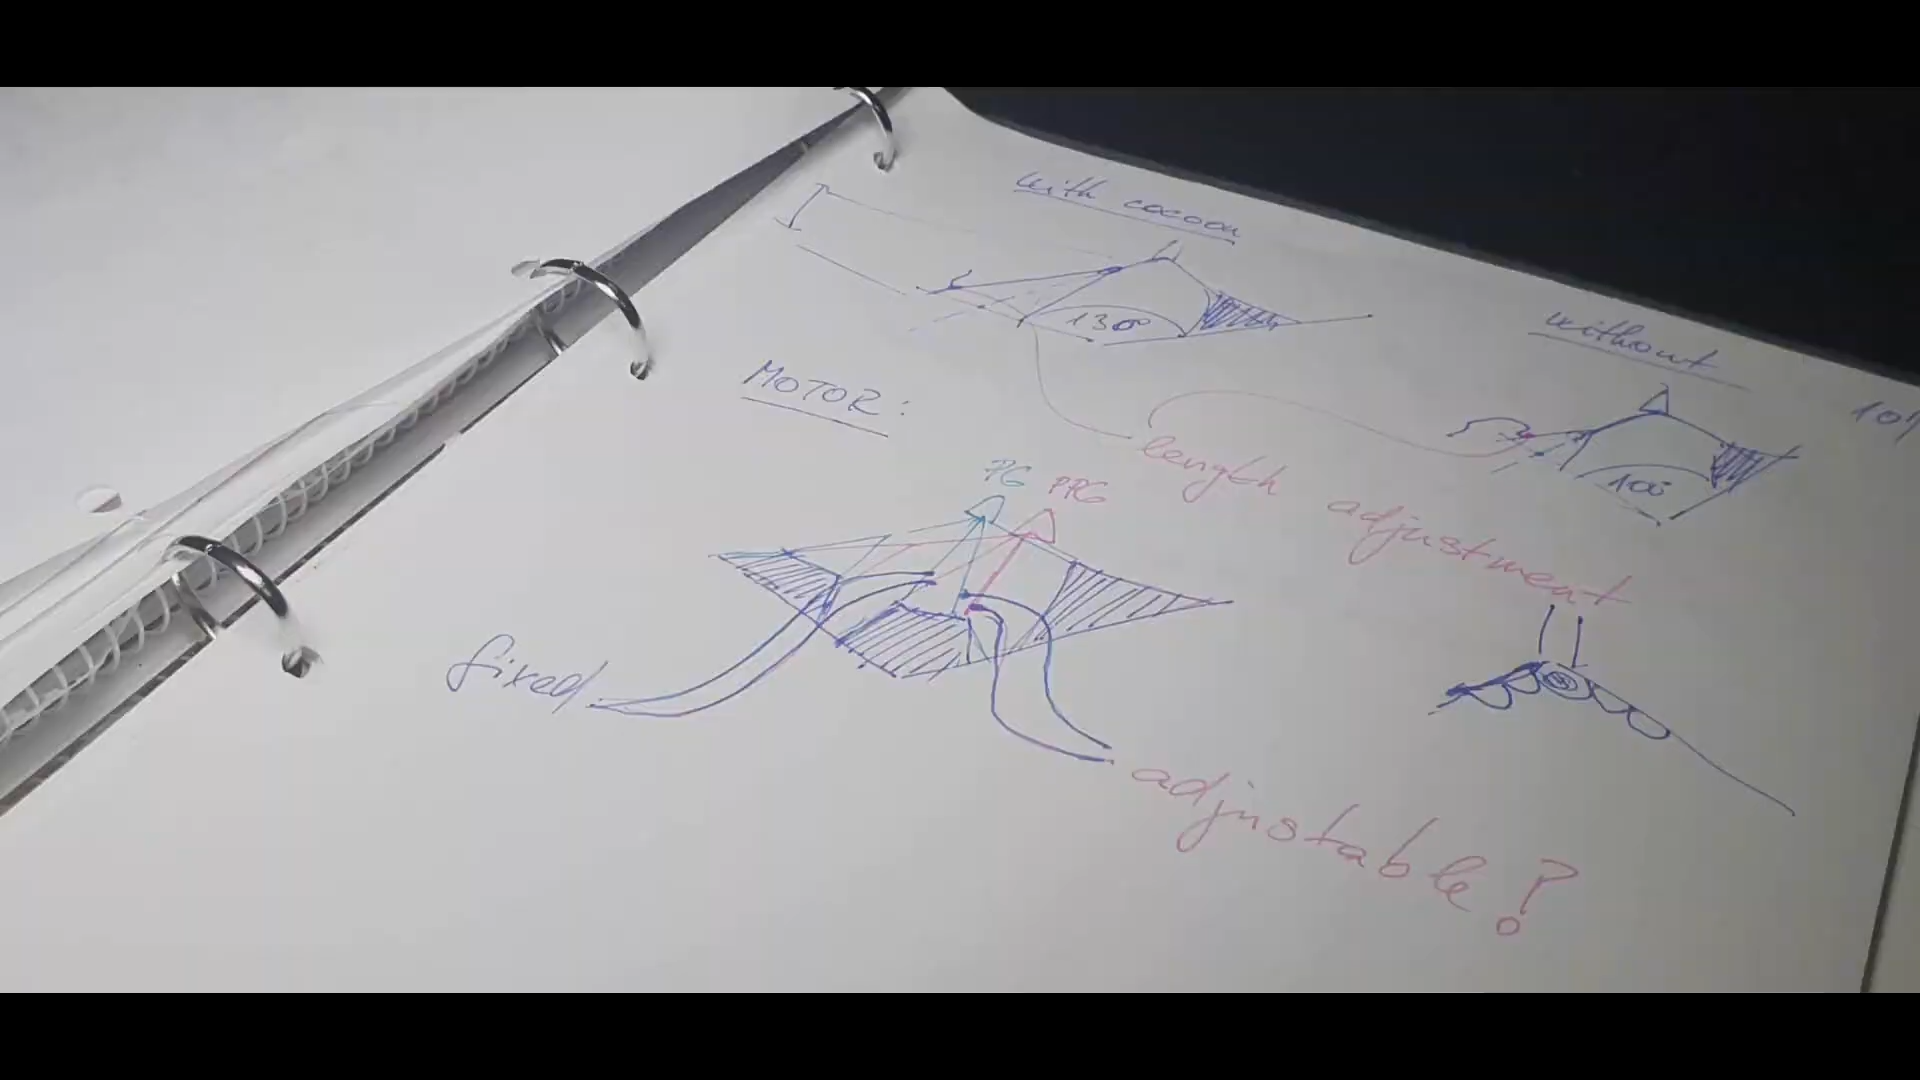 with cocoon
130°
without
MOTOR:
100°
length adjustment
PG PPG
fixed
adjustable?